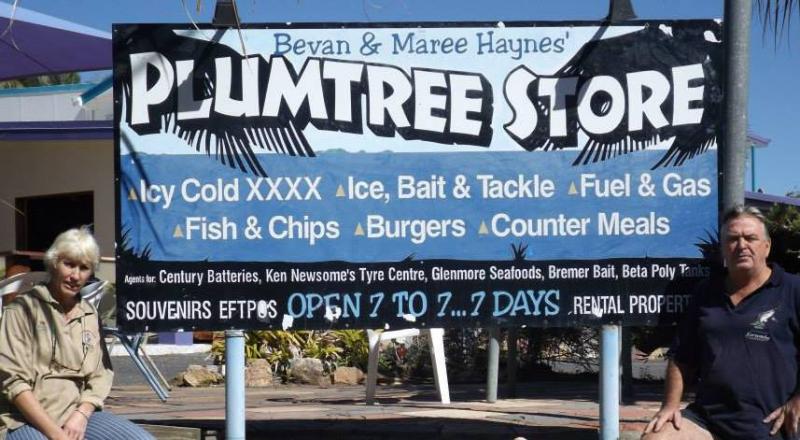 Bevan & Maree Haynes'
PLUMTREE STORE
Icy Cold XXXX Ice, Bait & Tackle Fuel & Gas
Fish & Chips Burgers Counter Meals
Agents for: Century Batteries, Ken Newsome's Tyre Centre, Glenmore Seafoods, Bremer Bait, Beta Poly Tanks
SOUVENIRS EFTPOS OPEN 7 TO 7...7 DAYS RENTAL